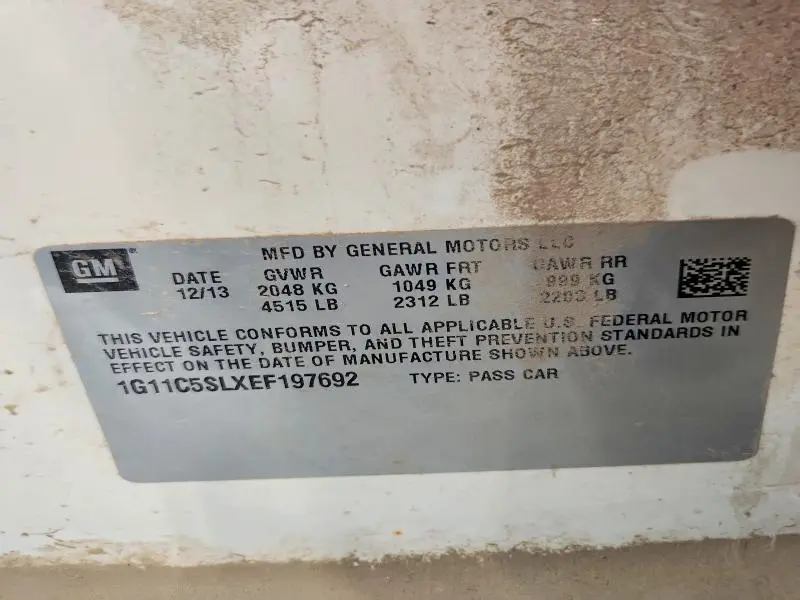 GM
MFD BY GENERAL MOTORS LLC
DATE GVWR GAWR FRT GAWR RR
12/13 2048 KG 1049 KG 999 KG
4515 LB 2312 LB 2203 LB
THIS VEHICLE CONFORMS TO ALL APPLICABLE U.S. FEDERAL MOTOR
VEHICLE SAFETY, BUMPER, AND THEFT PREVENTION STANDARDS IN
EFFECT ON THE DATE OF MANUFACTURE SHOWN ABOVE.
1G11C5SLXEF197692 TYPE: PASS CAR